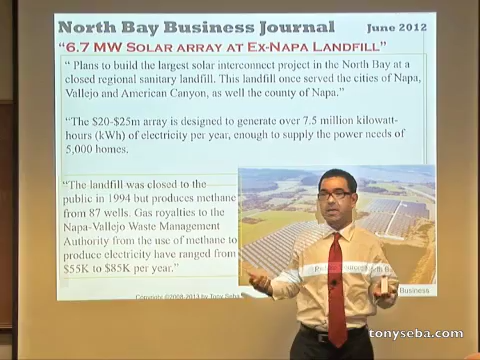 North Bay Business Journal June 2012
"6.7 MW Solar array at Ex-Napa Landfill"
" Plans to build the largest solar interconnect project in the North Bay at a
closed regional sanitary landfill. This landfill once served the cities of Napa,
Vallejo and American Canyon, as well the county of Napa."
"The $20-$25m array is designed to generate over 7.5 million kilowatt-
hours (kWh) of electricity per year, enough to supply the power needs of
5,000 homes.
"The landfill was closed to the
public in 1994 but produces methane
from 87 wells. Gas royalties to the
Napa-Vallejo Waste Management
Authority from the use of methane to
produce electricity have ranged from
$55K to $85K per year."
Business
Copyright ©2008-2013 by Tony Seba
tonyseba.com